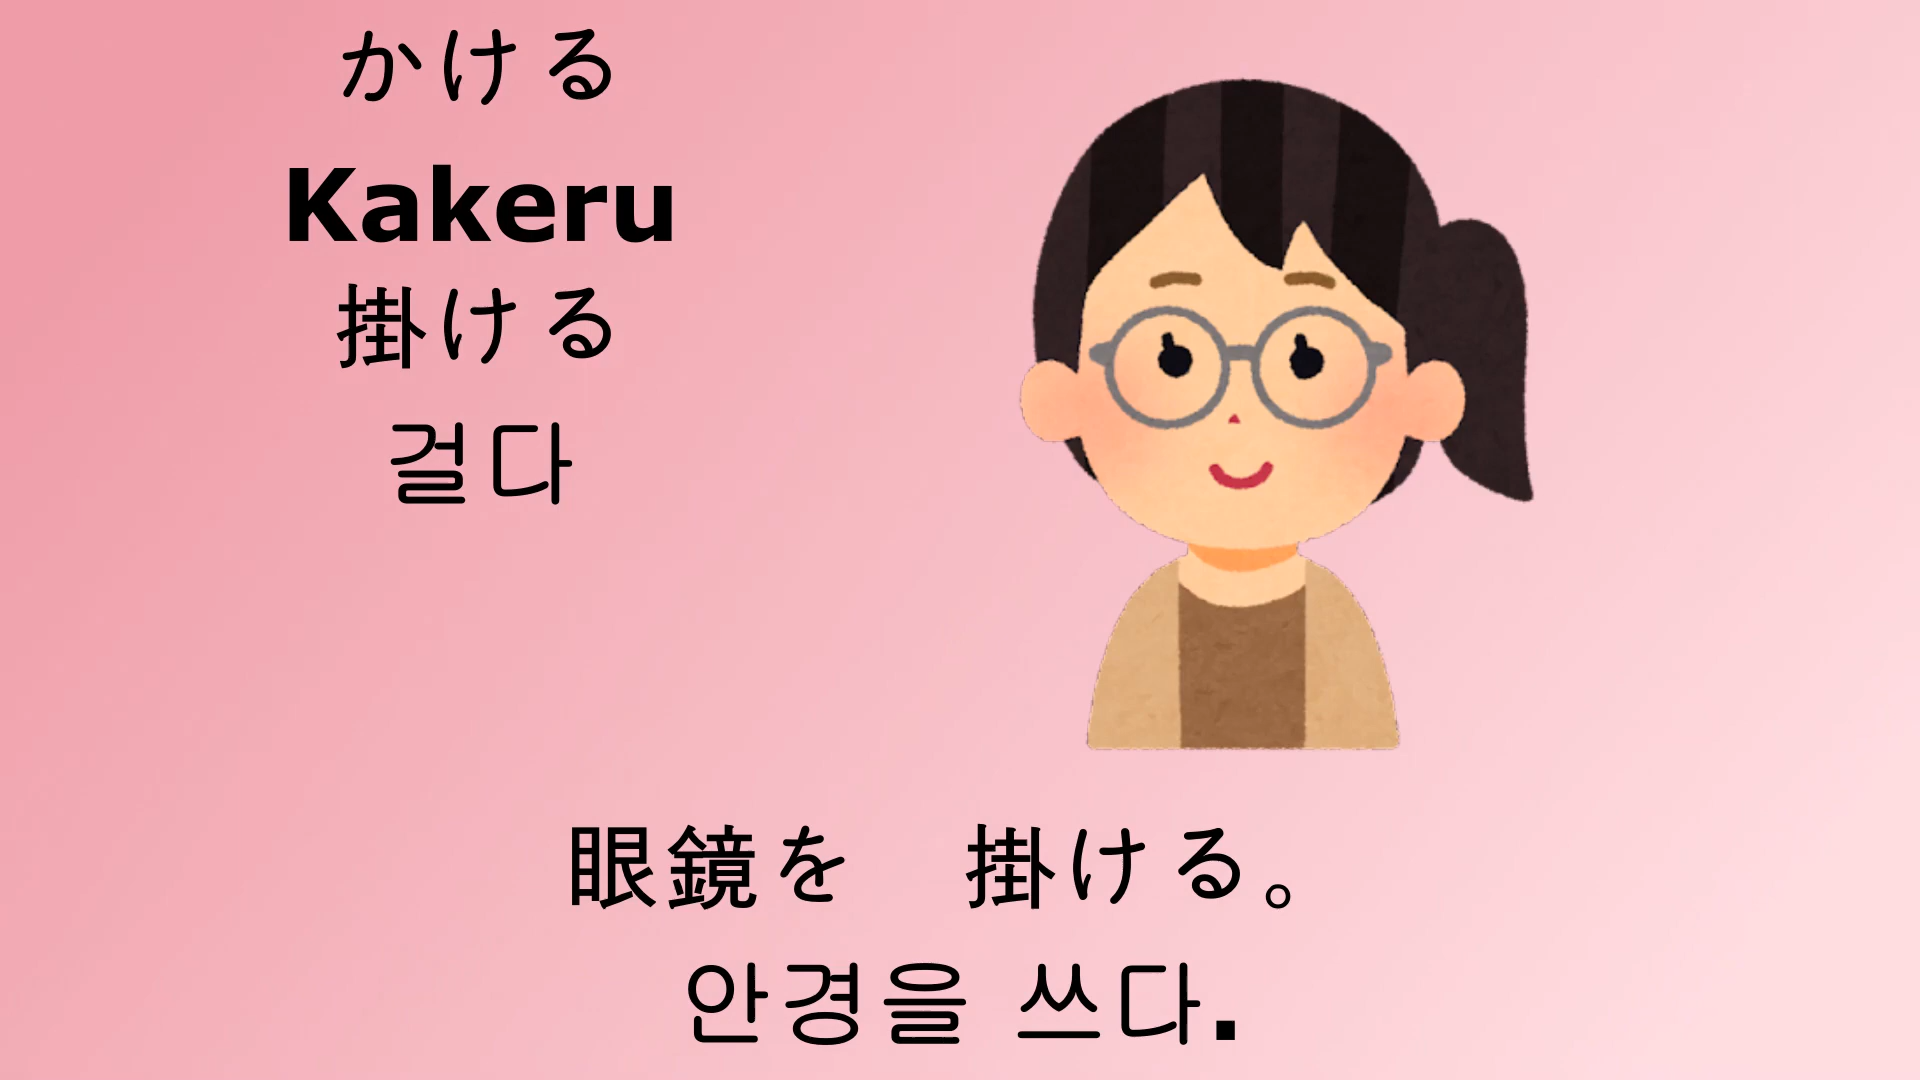 かける
Kakeru
掛ける
걸다
眼鏡を　掛ける。
안경을 쓰다.